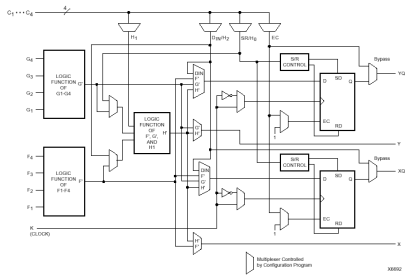 C1 • • • C4
4
H1
DIN/H2
SR/H0
EC
G4
G3
G2
G1
LOGIC
FUNCTION
OF
G1-G4
G'
DIN
F'
G'
H'
S/R
CONTROL
Bypass
YQ
SD
D
Q
EC
RD
1
LOGIC
FUNCTION
OF
F', G',
AND
H1
H'
G'
H'
Y
F4
F3
F2
F1
LOGIC
FUNCTION
OF
F1-F4
F'
DIN
F'
G'
H'
S/R
CONTROL
Bypass
XQ
SD
D
Q
EC
RD
1
K
(CLOCK)
H'
F'
X
Multiplexer Controlled
by Configuration Program
X6692